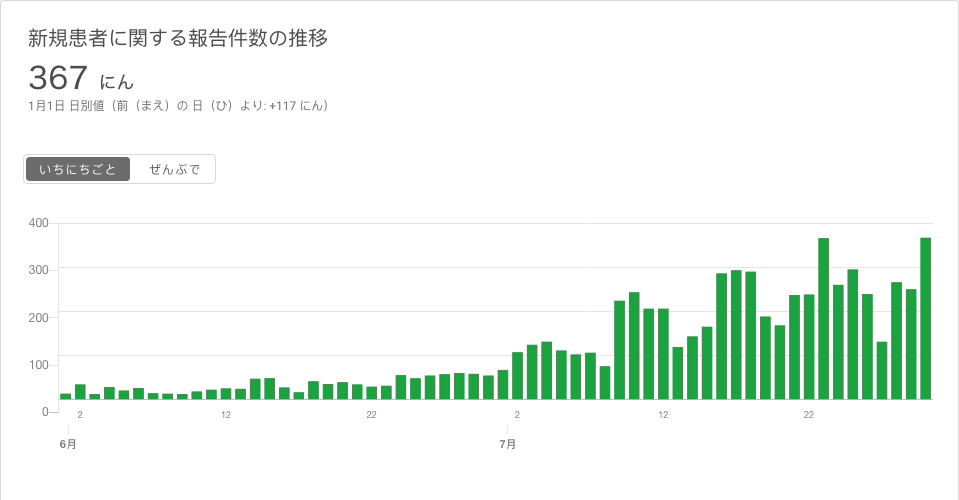 新規患者に関する報告件数の推移
367 にん
1月1日 日別値（前（まえ）の 日（ひ）より: +117 にん）
いちにちごと ぜんぶで
400
300
200
100
0
2 12 22 2 12 22
6月 7月